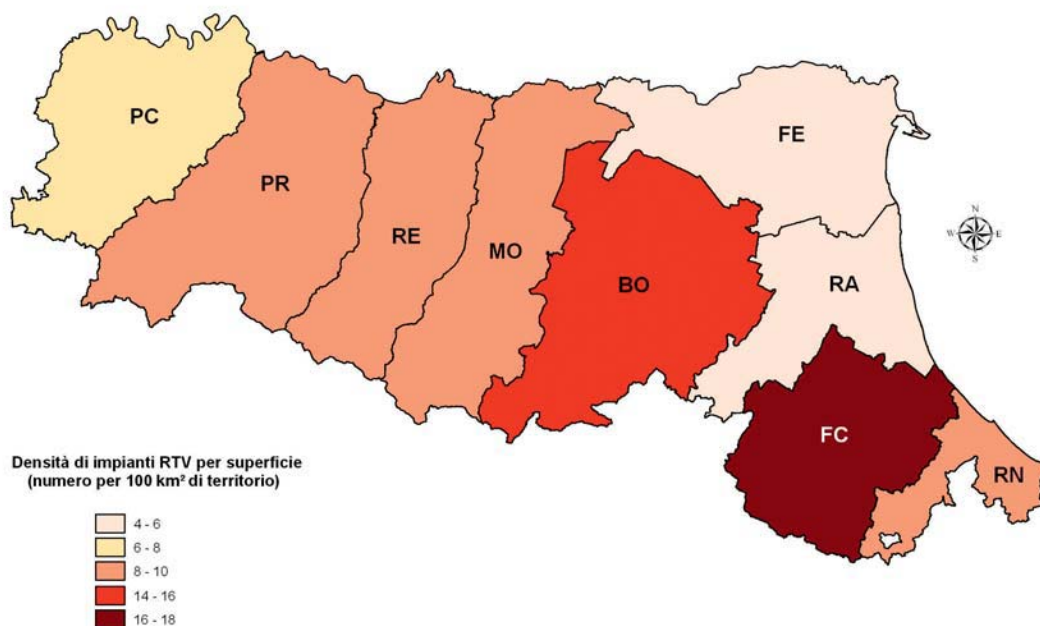 PC
FE
PR
RE
MO
BO
RA
FC
RN
N
W
E
S
Densità di impianti RTV per superficie
(numero per 100 km² di territorio)
4 - 6
6 - 8
8 - 10
14 - 16
16 - 18